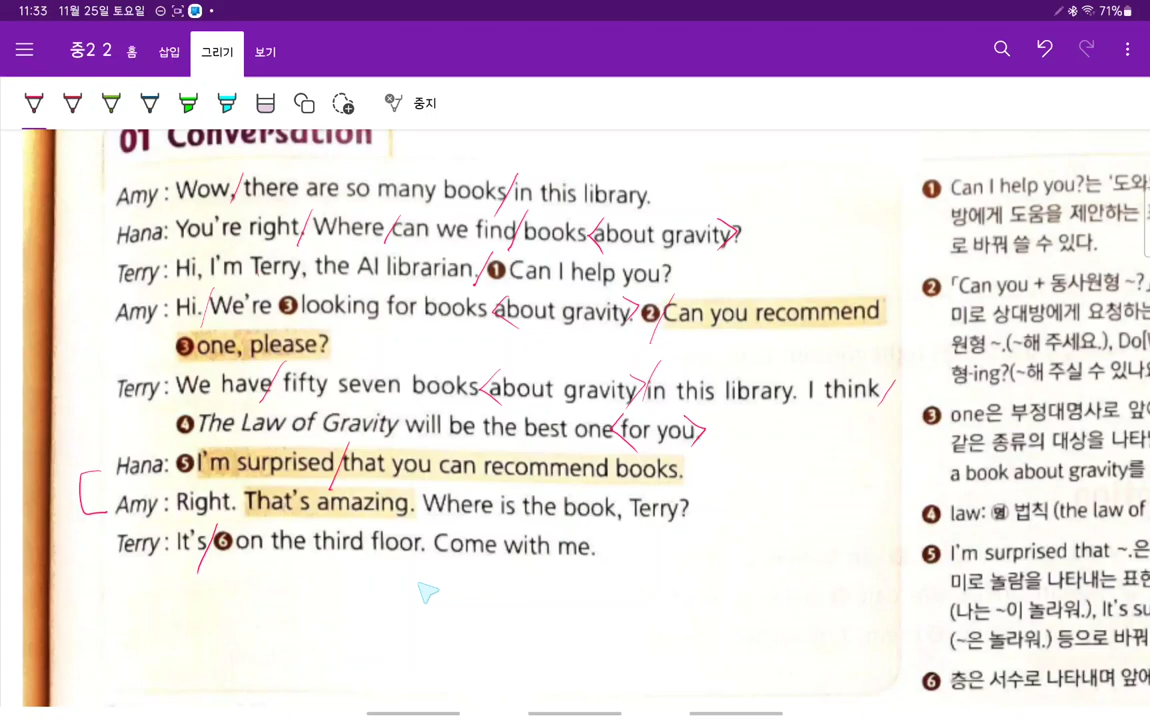 11:33 11월 25일 토요일 71%
중2 2 홈 삽입 그리기 보기
중지
01 Conversation
Amy : Wow, there are so many books in this library.
Hana: You're right. Where can we find books about gravity?
Terry : Hi, I'm Terry, the AI librarian. ❶ Can I help you?
Amy : Hi. We're ❸ looking for books about gravity. ❷ Can you recommend
❸ one, please?
Terry : We have fifty seven books about gravity in this library. I think
❹ The Law of Gravity will be the best one for you.
Hana: ❺ I'm surprised that you can recommend books.
Amy : Right. That's amazing. Where is the book, Terry?
Terry : It's ❻ on the third floor. Come with me.
❶ Can I help you?는 '도와
방에게 도움을 제안하는
로 바꿔 쓸 수 있다.
❷ 「Can you + 동사원형 ~?」
미로 상대방에게 요청하는
원형 ~.(~해 주세요.), Do[
형-ing?(~해 주실 수 있나
❸ one은 부정대명사로 앞에
같은 종류의 대상을 나타
a book about gravity를
❹ law: 명 법칙 (the law of
❺ I'm surprised that ~.은
미로 놀람을 나타내는 표현
(나는 ~이 놀라워.), It's su
(~은 놀라워.) 등으로 바꿔
❻ 층은 서수로 나타내며 앞에